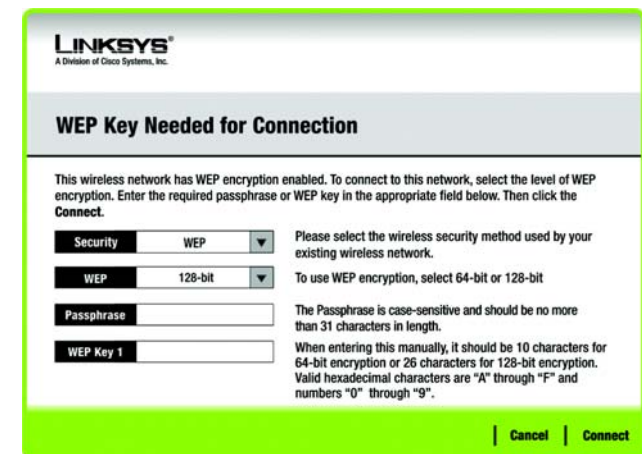 LINKSYS®
A Division of Cisco Systems, Inc.
WEP Key Needed for Connection
This wireless network has WEP encryption enabled. To connect to this network, select the level of WEP
encryption. Enter the required passphrase or WEP key in the appropriate field below. Then click the
Connect.
Security WEP
Please select the wireless security method used by your
existing wireless network.
WEP 128-bit
To use WEP encryption, select 64-bit or 128-bit
Passphrase
The Passphrase is case-sensitive and should be no more
than 31 characters in length.
WEP Key 1
When entering this manually, it should be 10 characters for
64-bit encryption or 26 characters for 128-bit encryption.
Valid hexadecimal characters are “A” through “F” and
numbers “0” through “9”.
Cancel Connect